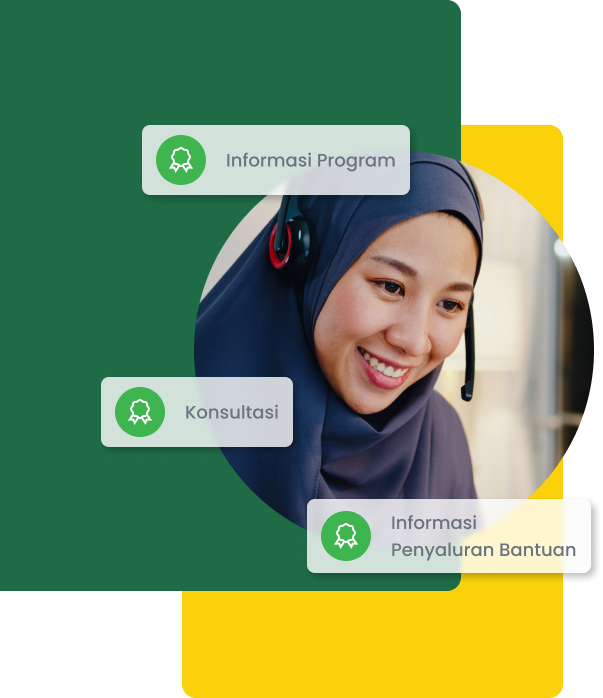 Informasi Program
Konsultasi
Informasi
Penyaluran Bantuan